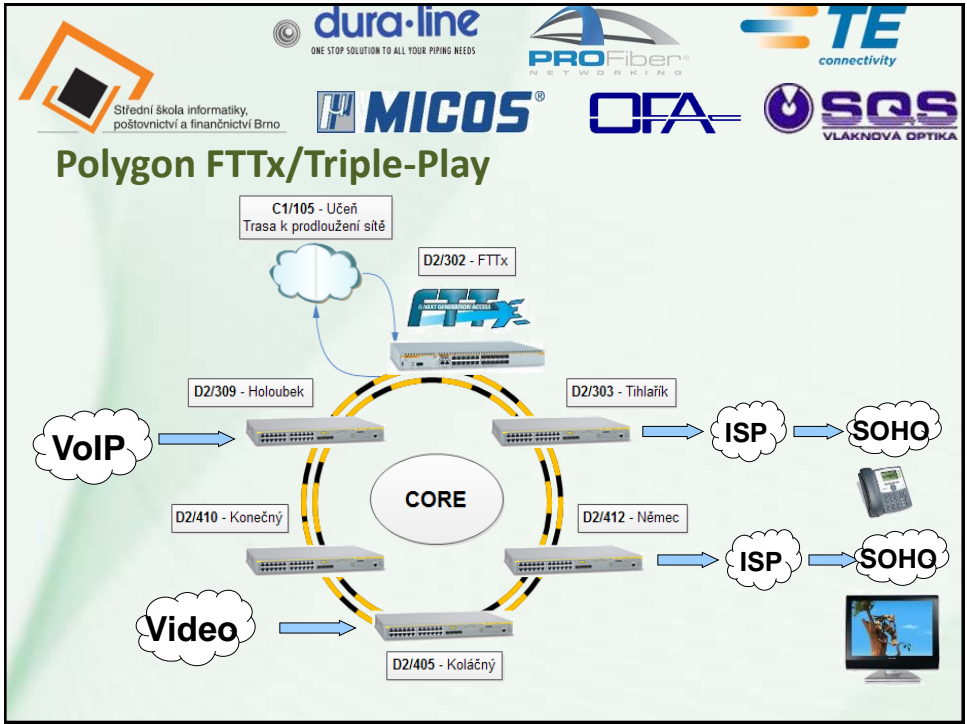 dura-line
ONE STOP SOLUTION TO ALL YOUR PIPING NEEDS
PROFiber®
NETWORKING
TE
connectivity
Střední škola informatiky,
poštovnictví a finančnictví Brno
MICOS®
OFA
SQS
VLÁKNOVÁ OPTIKA
Polygon FTTx/Triple-Play
C1/105 - Učeň
Trasa k prodloužení sítě
D2/302 - FTTx
FTTx
& NEXT GENERATION ACCESS
D2/309 - Holoubek
D2/303 - Tihlařík
VoIP
ISP
SOHO
CORE
D2/410 - Konečný
D2/412 - Němec
ISP
SOHO
Video
D2/405 - Koláčný